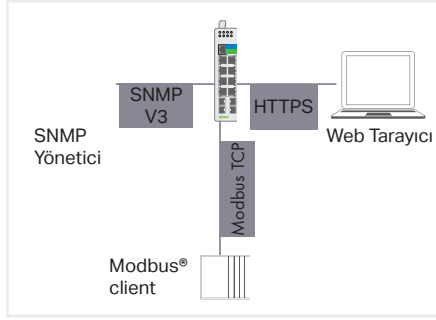 SNMP
V3
HTTPS
SNMP
Yönetici
Web Tarayıcı
Modbus TCP
Modbus®
client